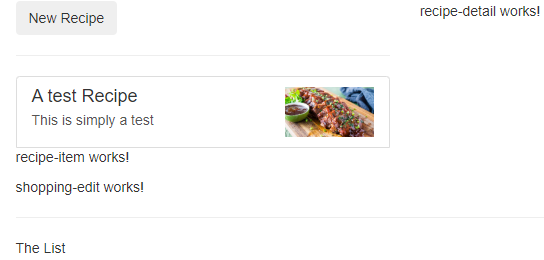 New Recipe
recipe-detail works!
A test Recipe
This is simply a test
recipe-item works!
shopping-edit works!
The List